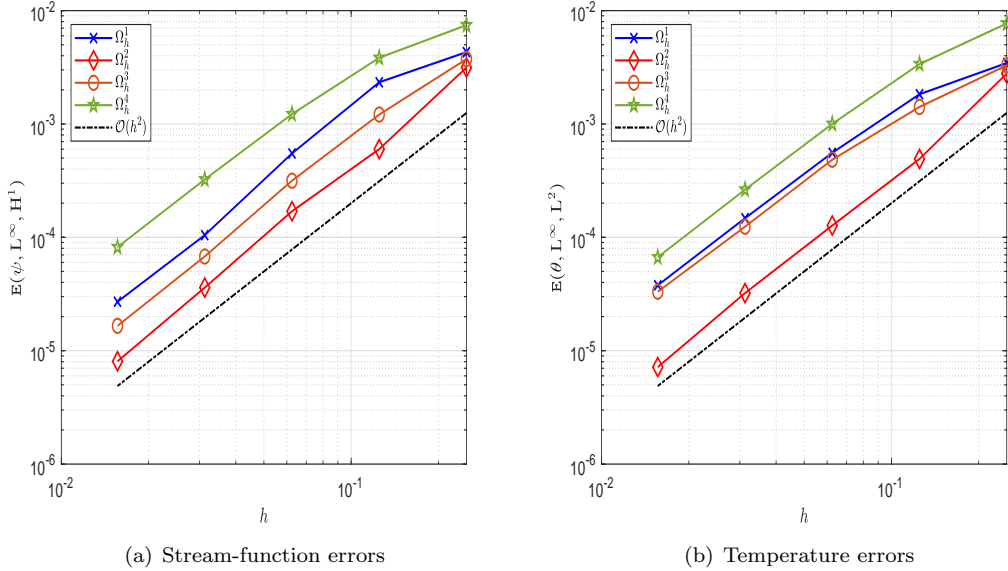 10^{-2}
10^{-3}
10^{-4}
10^{-5}
10^{-6}
E(ψ, L^∞, H^1)
Ω_h^1
Ω_h^2
Ω_h^3
Ω_h^4
𝒪(h^2)
10^{-2}
10^{-1}
h
(a) Stream-function errors
10^{-2}
10^{-3}
10^{-4}
10^{-5}
10^{-6}
E(θ, L^∞, L^2)
Ω_h^1
Ω_h^2
Ω_h^3
Ω_h^4
𝒪(h^2)
10^{-2}
10^{-1}
h
(b) Temperature errors